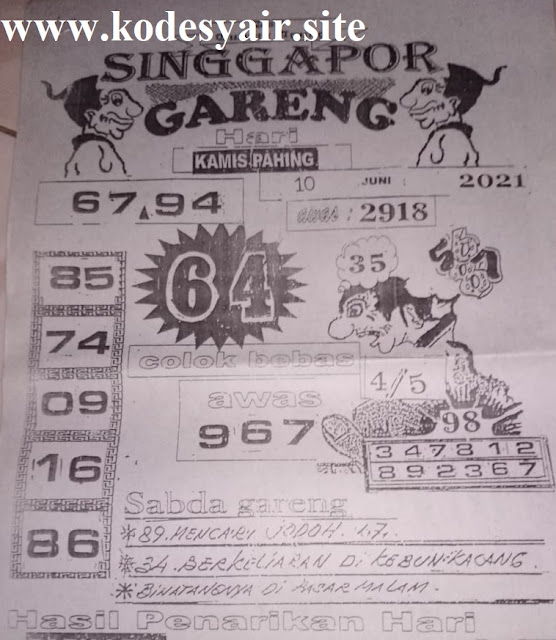 www.kodesyair.site
SINGGAPOR
GARENG
Hari
KAMIS PAHING
10 JUNI 2021
67.94
awas : 2918
85
64
35
74
colok bebas
4//5
09
awas
967
98
347812
892367
16
86
Sabda gareng
* 89. MENCARI JODOH 1.7.
* 34. BERKELIARAN DI KEBUN KACANG.
* BINATANGNYA DI PASAR MALAM.
Hasil Penarikan Hari